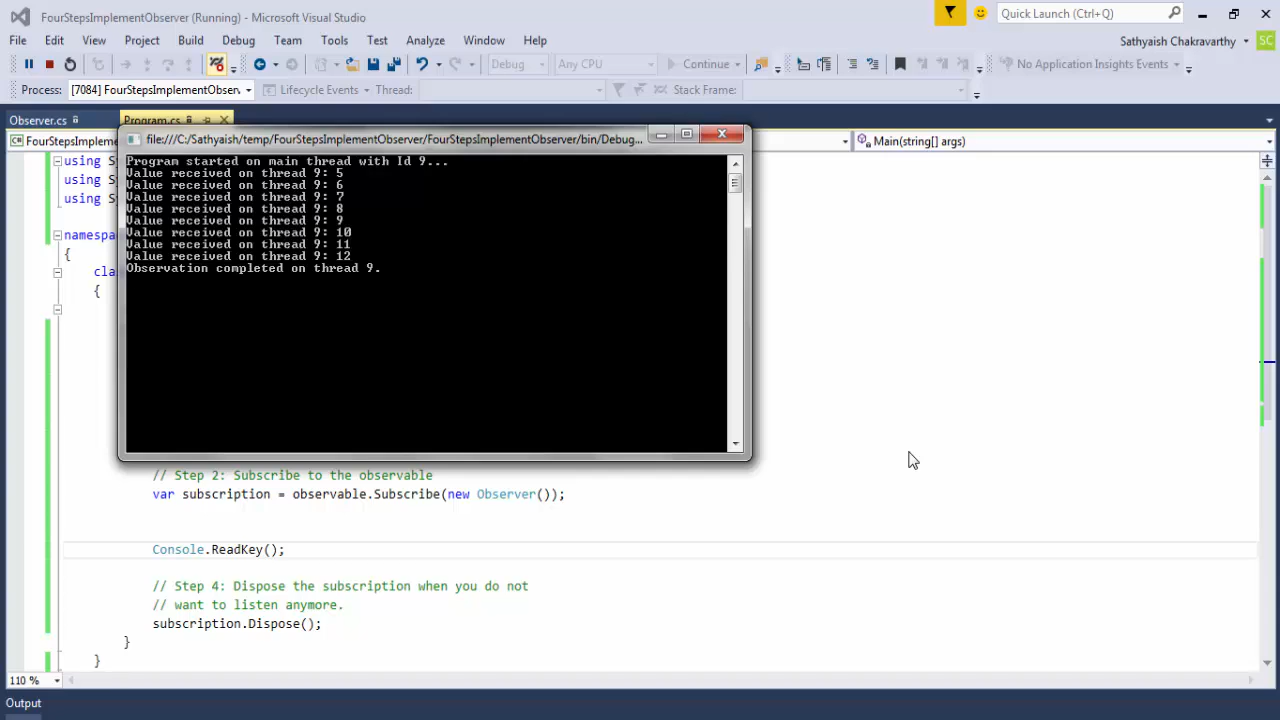 FourStepsImplementObserver (Running) - Microsoft Visual Studio
Quick Launch (Ctrl+Q)
File Edit View Project Build Debug Team Tools Test Analyze Window Help
Sathyaish Chakravarthy SC
Debug Any CPU Continue No Application Insights Events
Process: [7084] FourStepsImplementObser Lifecycle Events Thread: Stack Frame:
Observer.cs Program.cs
FourStepsImpleme Main(string[] args)
file:///C:/Sathyaish/temp/FourStepsImplementObserver/FourStepsImplementObserver/bin/Debug...
using Sy
using Sy
using Sy
namespac
{
clas
{
Program started on main thread with Id 9...
Value received on thread 9: 5
Value received on thread 9: 6
Value received on thread 9: 7
Value received on thread 9: 8
Value received on thread 9: 9
Value received on thread 9: 10
Value received on thread 9: 11
Value received on thread 9: 12
Observation completed on thread 9.
// Step 2: Subscribe to the observable
var subscription = observable.Subscribe(new Observer());
Console.ReadKey();
// Step 4: Dispose the subscription when you do not
// want to listen anymore.
subscription.Dispose();
}
}
110 %
Output